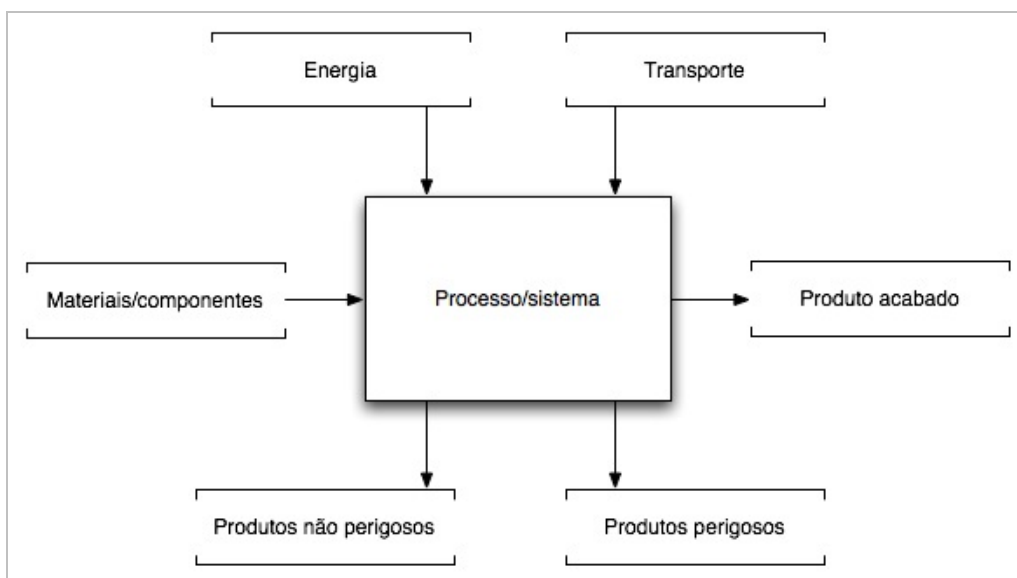 Energia
Transporte
Materiais/componentes
Processo/sistema
Produto acabado
Produtos não perigosos
Produtos perigosos